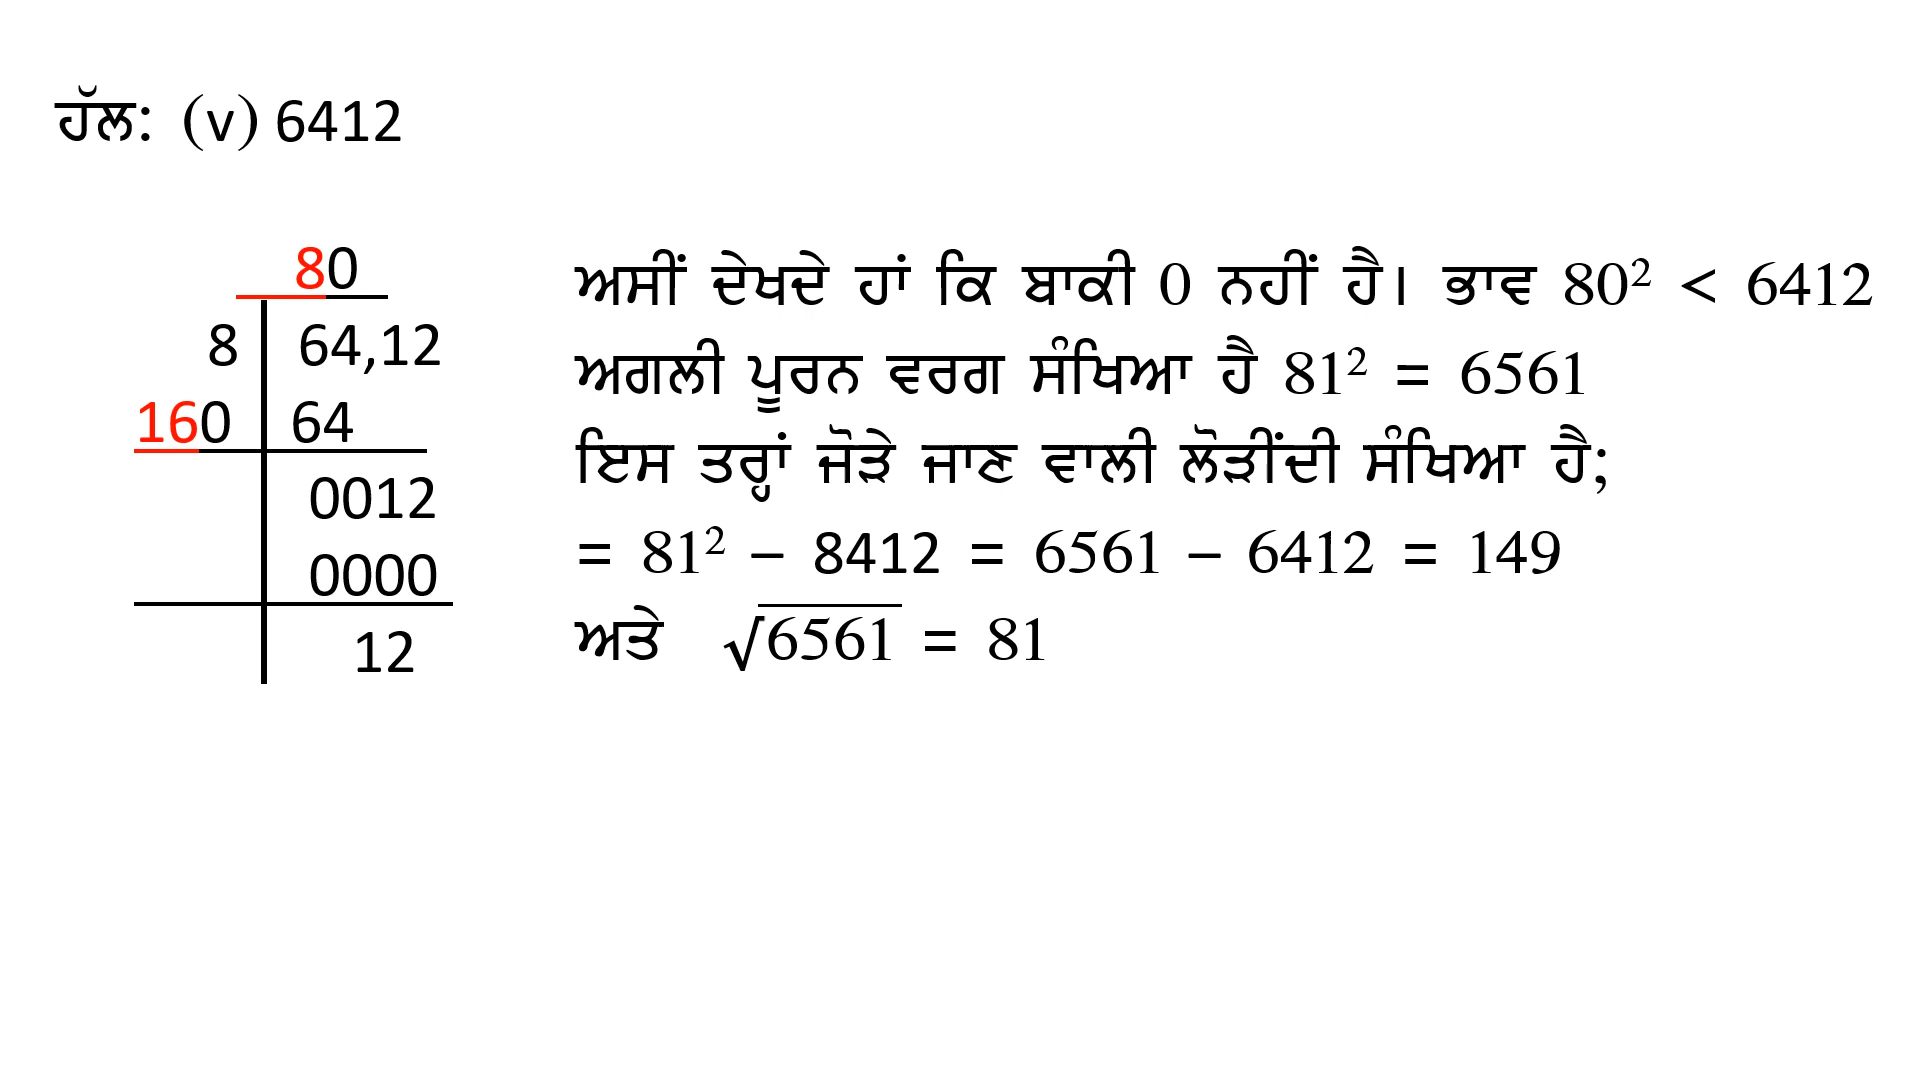 ਹੱਲ: (v) 6412
80
8 64,12
160 64
0012
0000
12
ਅਸੀਂ ਦੇਖਦੇ ਹਾਂ ਕਿ ਬਾਕੀ 0 ਨਹੀਂ ਹੈ। ਭਾਵ 80² < 6412
ਅਗਲੀ ਪੂਰਨ ਵਰਗ ਸੰਖਿਆ ਹੈ 81² = 6561
ਇਸ ਤਰ੍ਹਾਂ ਜੋੜੇ ਜਾਣ ਵਾਲੀ ਲੋੜੀਂਦੀ ਸੰਖਿਆ ਹੈ;
= 81² − 8412 = 6561 − 6412 = 149
ਅਤੇ √6561 = 81